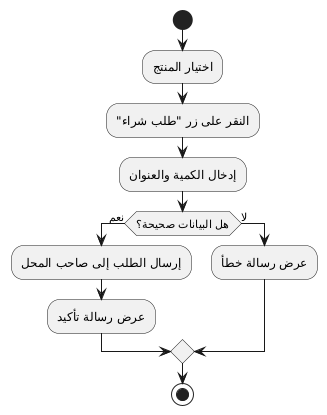 اختيار المنتج
النقر على زر "طلب شراء"
إدخال الكمية والعنوان
هل البيانات صحيحة؟
نعم
لا
إرسال الطلب إلى صاحب المحل
عرض رسالة خطأ
عرض رسالة تأكيد